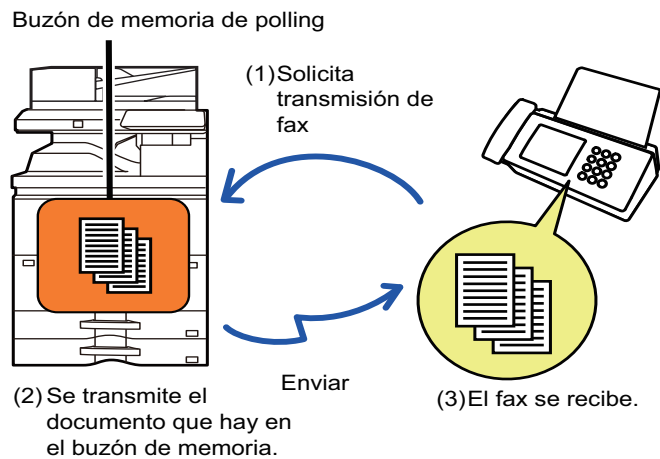 Buzón de memoria de polling
(1)Solicita
transmisión de
fax
Enviar
(2) Se transmite el
documento que hay en
el buzón de memoria.
(3)El fax se recibe.